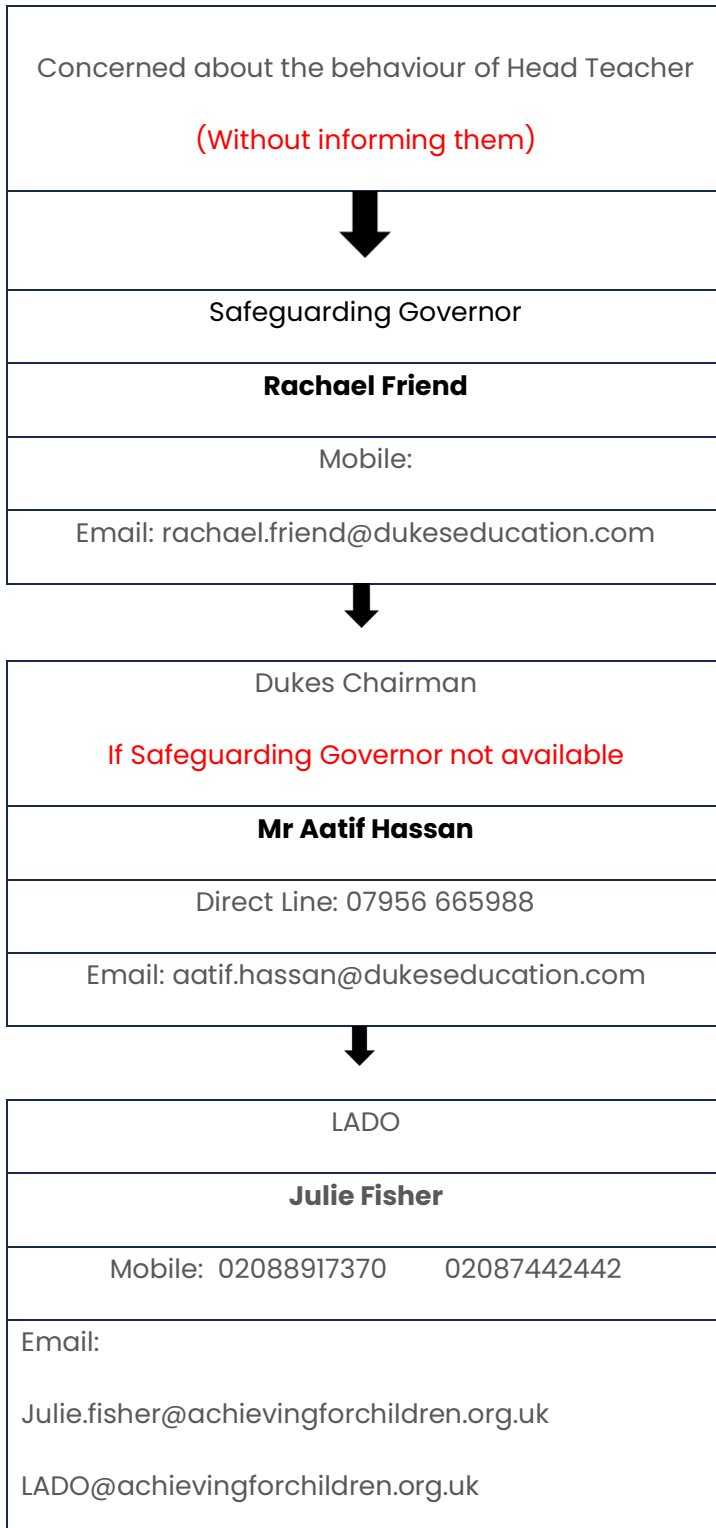 Concerned about the behaviour of Head Teacher
(Without informing them)
Safeguarding Governor
Rachael Friend
Mobile:
Email: rachael.friend@dukeseducation.com
Dukes Chairman
If Safeguarding Governor not available
Mr Aatif Hassan
Direct Line: 07956 665988
Email: aatif.hassan@dukeseducation.com
LADO
Julie Fisher
Mobile: 02088917370 02087442442
Email:
Julie.fisher@achievingforchildren.org.uk
LADO@achievingforchildren.org.uk